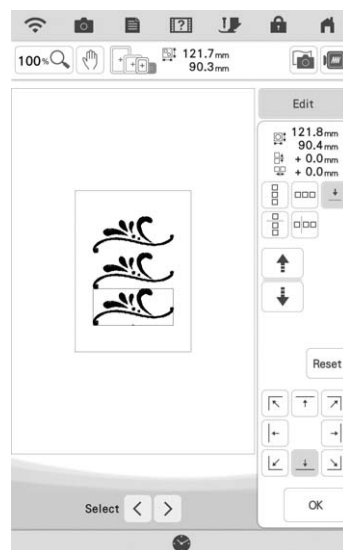 100% 121.7mm
90.3mm
Edit
121.8mm
90.4mm
+ 0.0mm
+ 0.0mm
Reset
Select < >
OK